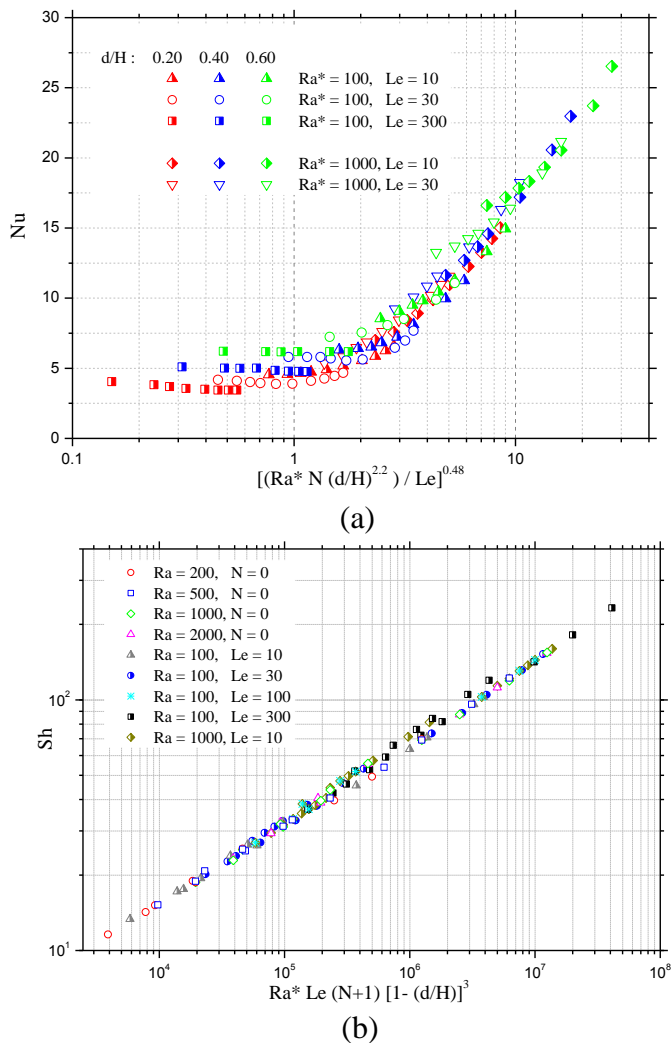 30
25
20
15
10
5
0
Nu
d/H : 0.20 0.40 0.60
Ra* = 100, Le = 10
Ra* = 100, Le = 30
Ra* = 100, Le = 300
Ra* = 1000, Le = 10
Ra* = 1000, Le = 30
0.1 1 10
[(Ra* N (d/H)^2.2 ) / Le]^0.48
(a)
10^2
10^1
Sh
Ra = 200, N = 0
Ra = 500, N = 0
Ra = 1000, N = 0
Ra = 2000, N = 0
Ra = 100, Le = 10
Ra = 100, Le = 30
Ra = 100, Le = 100
Ra = 100, Le = 300
Ra = 1000, Le = 10
10^4 10^5 10^6 10^7 10^8
Ra* Le (N+1) [1- (d/H)]^3
(b)